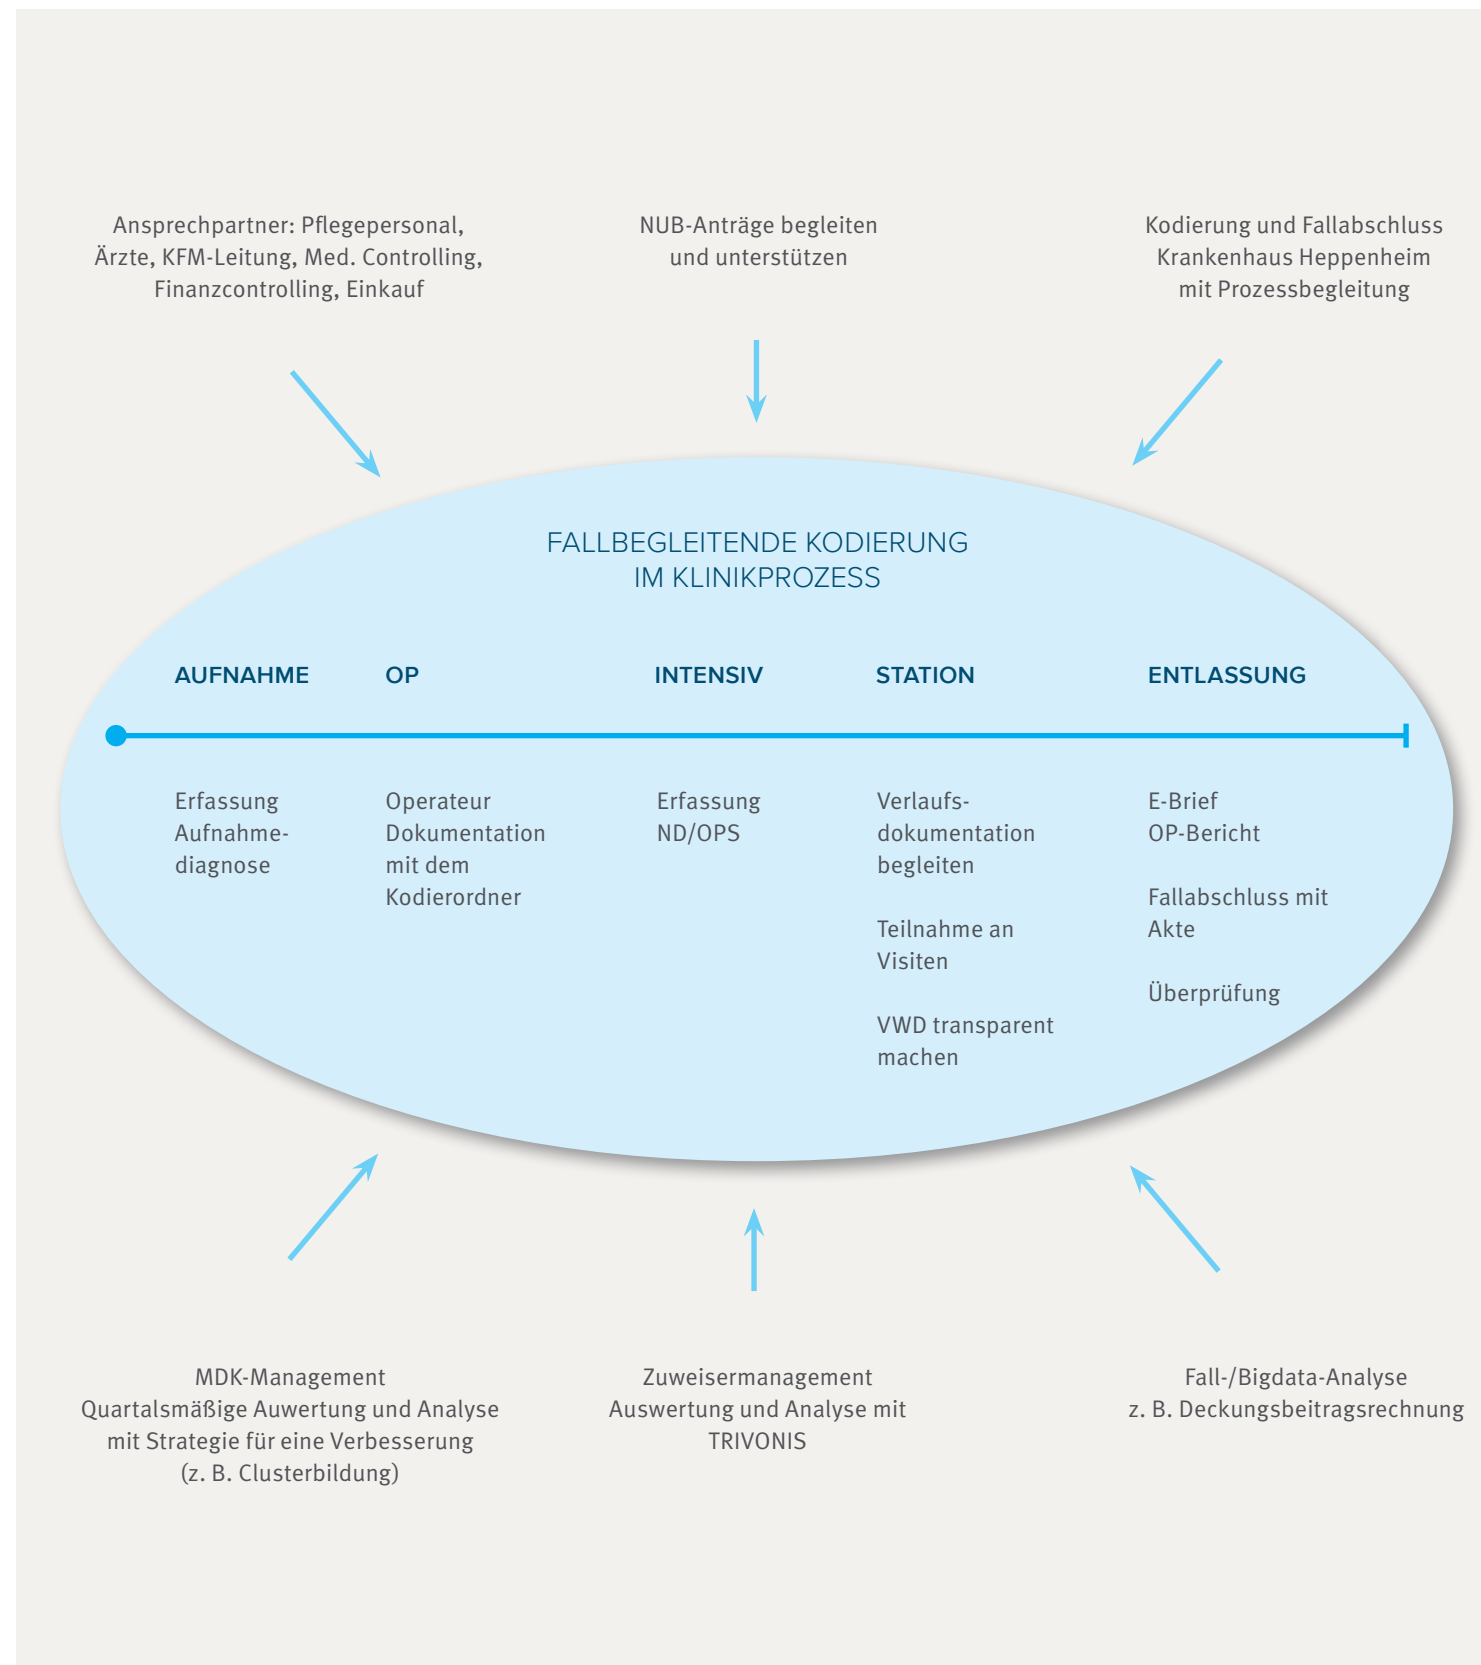 Ansprechpartner: Pflegepersonal,
Ärzte, KFM-Leitung, Med. Controlling,
Finanzcontrolling, Einkauf
NUB-Anträge begleiten
und unterstützen
Kodierung und Fallabschluss
Krankenhaus Heppenheim
mit Prozessbegleitung
FALLBEGLEITENDE KODIERUNG
IM KLINIKPROZESS
AUFNAHME
Erfassung
Aufnahme-
diagnose
OP
Operateur
Dokumentation
mit dem
Kodierordner
INTENSIV
Erfassung
ND/OPS
STATION
Verlaufs-
dokumentation
begleiten
Teilnahme an
Visiten
VWD transparent
machen
ENTLASSUNG
E-Brief
OP-Bericht
Fallabschluss mit
Akte
Überprüfung
MDK-Management
Quartalsmäßige Auwertung und Analyse
mit Strategie für eine Verbesserung
(z. B. Clusterbildung)
Zuweisermanagement
Auswertung und Analyse mit
TRIVONIS
Fall-/Bigdata-Analyse
z. B. Deckungsbeitragsrechnung